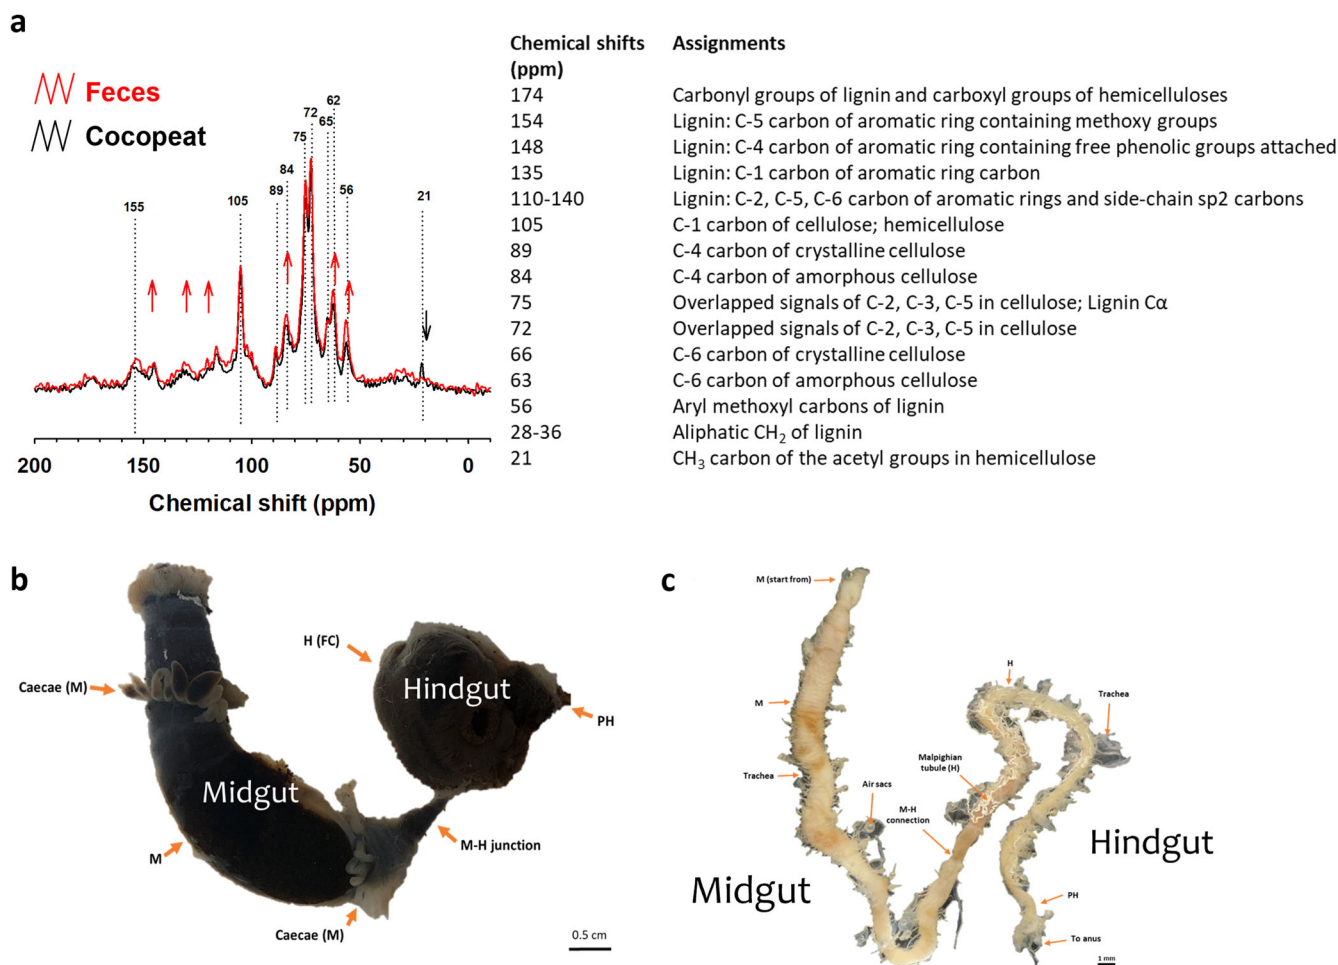 a
Feces
Cocopeat
155
105
89
84
75
72
65
62
56
21
200
150
100
50
0
Chemical shift (ppm)
Chemical shifts (ppm) Assignments
174 Carbonyl groups of lignin and carboxyl groups of hemicelluloses
154 Lignin: C-5 carbon of aromatic ring containing methoxy groups
148 Lignin: C-4 carbon of aromatic ring containing free phenolic groups attached
135 Lignin: C-1 carbon of aromatic ring carbon
110-140 Lignin: C-2, C-5, C-6 carbon of aromatic rings and side-chain sp2 carbons
105 C-1 carbon of cellulose; hemicellulose
89 C-4 carbon of crystalline cellulose
84 C-4 carbon of amorphous cellulose
75 Overlapped signals of C-2, C-3, C-5 in cellulose; Lignin Cα
72 Overlapped signals of C-2, C-3, C-5 in cellulose
66 C-6 carbon of crystalline cellulose
63 C-6 carbon of amorphous cellulose
56 Aryl methoxyl carbons of lignin
28-36 Aliphatic CH₂ of lignin
21 CH₃ carbon of the acetyl groups in hemicellulose
b
Caecae (M)
H (FC)
Hindgut
PH
Midgut
M
M-H junction
Caecae (M)
0.5 cm
c
M (start from)
H
Trachea
M
Malpighian
tubule (H)
Trachea
Air sacs
M-H
connection
Hindgut
Midgut
PH
To anus
1 mm